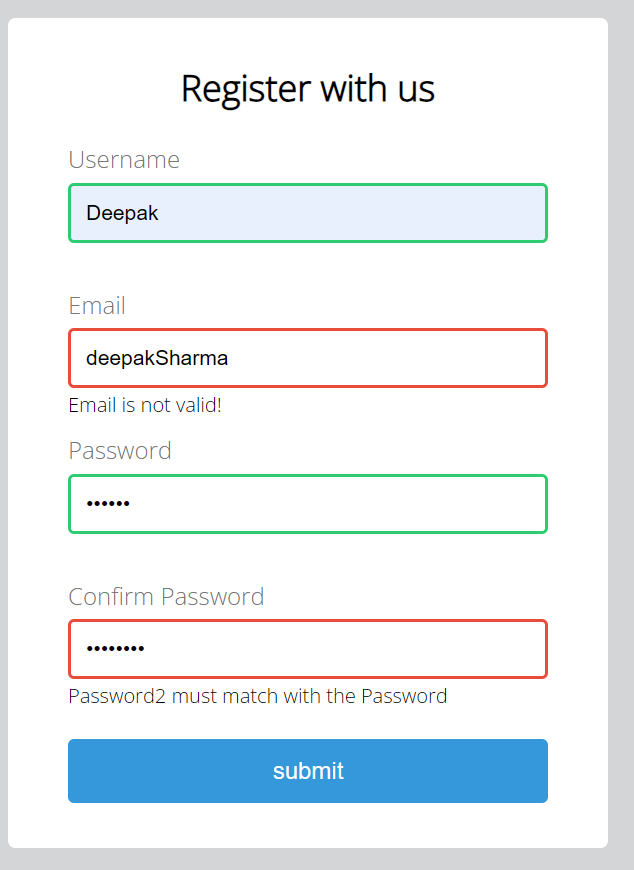 Register with us
Username
Deepak
Email
deepakSharma
Email is not valid!
Password
••••••
Confirm Password
••••••••
Password2 must match with the Password
submit